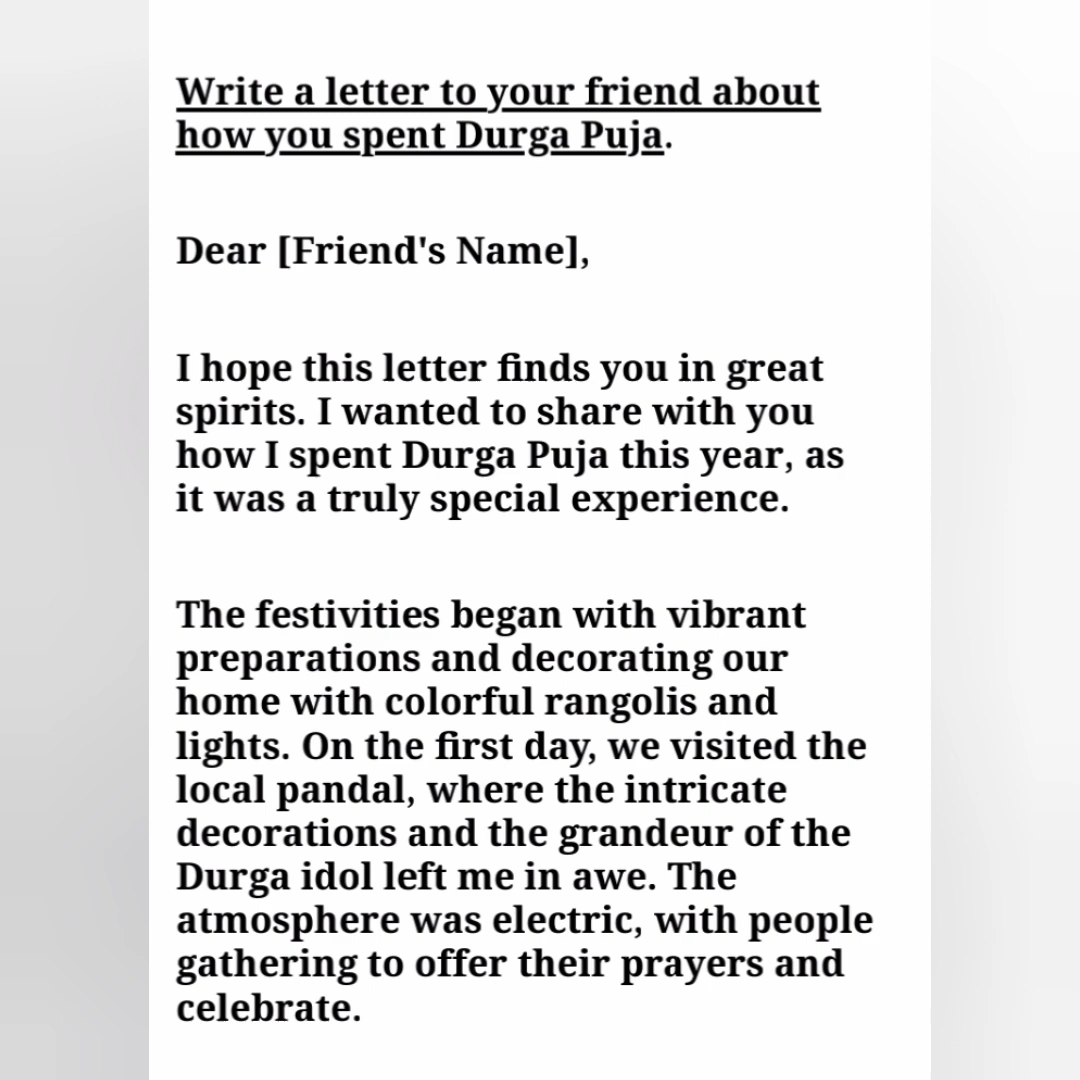 Write a letter to your friend about
how you spent Durga Puja.
Dear [Friend's Name],
I hope this letter finds you in great
spirits. I wanted to share with you
how I spent Durga Puja this year, as
it was a truly special experience.
The festivities began with vibrant
preparations and decorating our
home with colorful rangolis and
lights. On the first day, we visited the
local pandal, where the intricate
decorations and the grandeur of the
Durga idol left me in awe. The
atmosphere was electric, with people
gathering to offer their prayers and
celebrate.